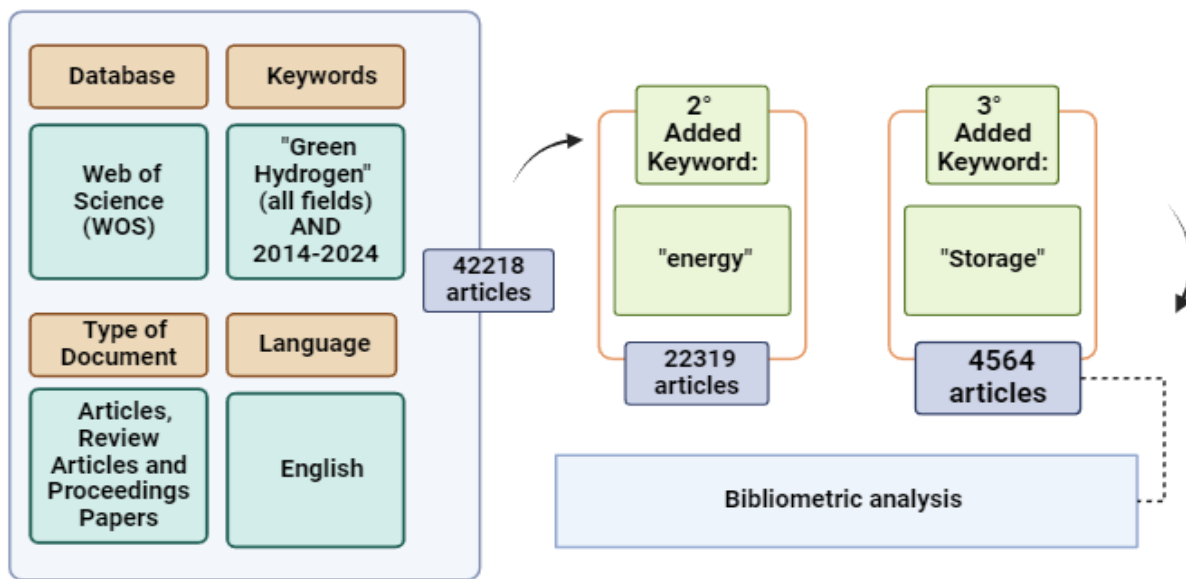 Database
Keywords
Web of
Science
(WOS)
"Green
Hydrogen"
(all fields)
AND
2014-2024
Type of
Document
Language
Articles,
Review
Articles and
Proceedings
Papers
English
42218
articles
2°
Added
Keyword:
"energy"
22319
articles
3°
Added
Keyword:
"Storage"
4564
articles
Bibliometric analysis